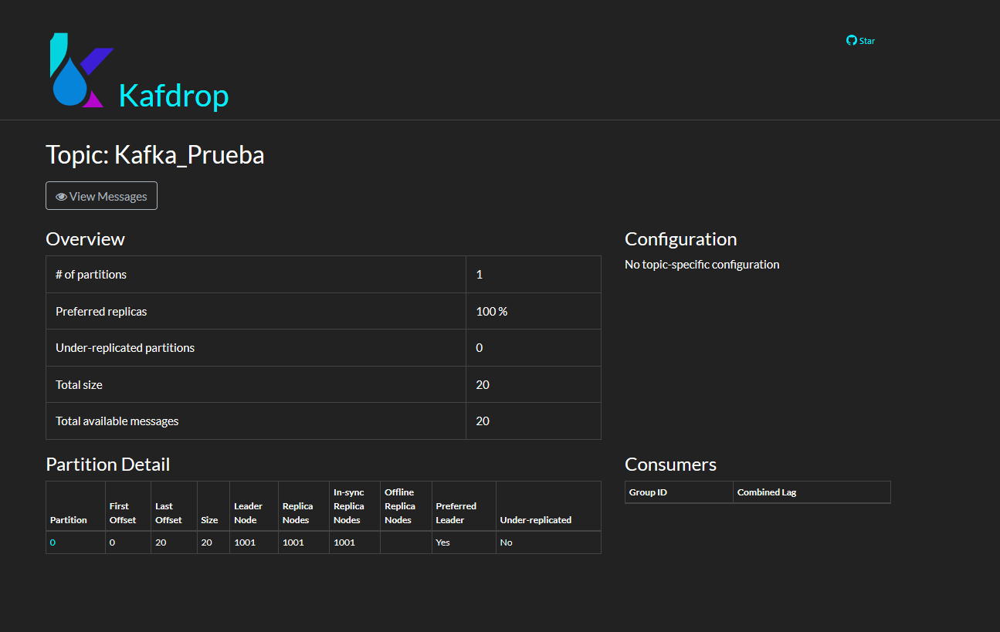 Star
Kafdrop
Topic: Kafka_Prueba
View Messages
Overview
# of partitions 1
Preferred replicas 100 %
Under-replicated partitions 0
Total size 20
Total available messages 20
Configuration
No topic-specific configuration
Partition Detail
Partition First Offset Last Offset Size Leader Node Replica Nodes In-sync Replica Nodes Offline Replica Nodes Preferred Leader Under-replicated
0 0 20 20 1001 1001 1001 Yes No
Consumers
Group ID Combined Lag